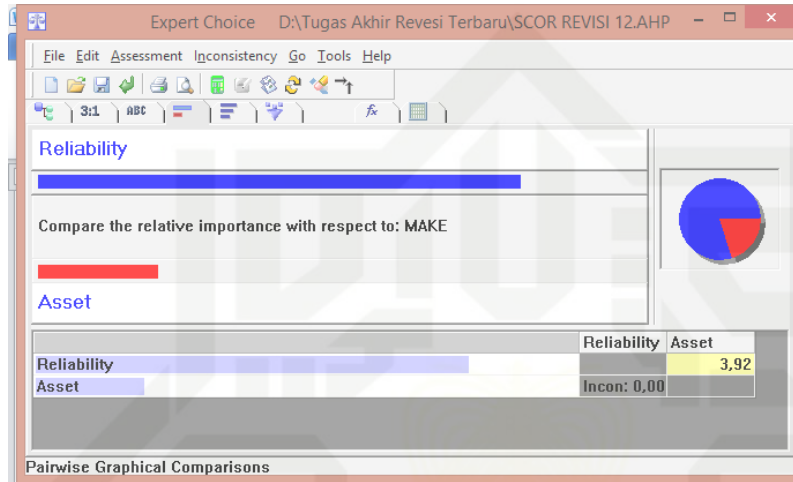 Expert Choice D:\Tugas Akhir Revesi Terbaru\SCOR REVISI 12.AHP
File Edit Assessment Inconsistency Go Tools Help
3:1 ABC fx
Reliability
Compare the relative importance with respect to: MAKE
Asset
Reliability Asset
Reliability 3,92
Asset Incon: 0,00
Pairwise Graphical Comparisons